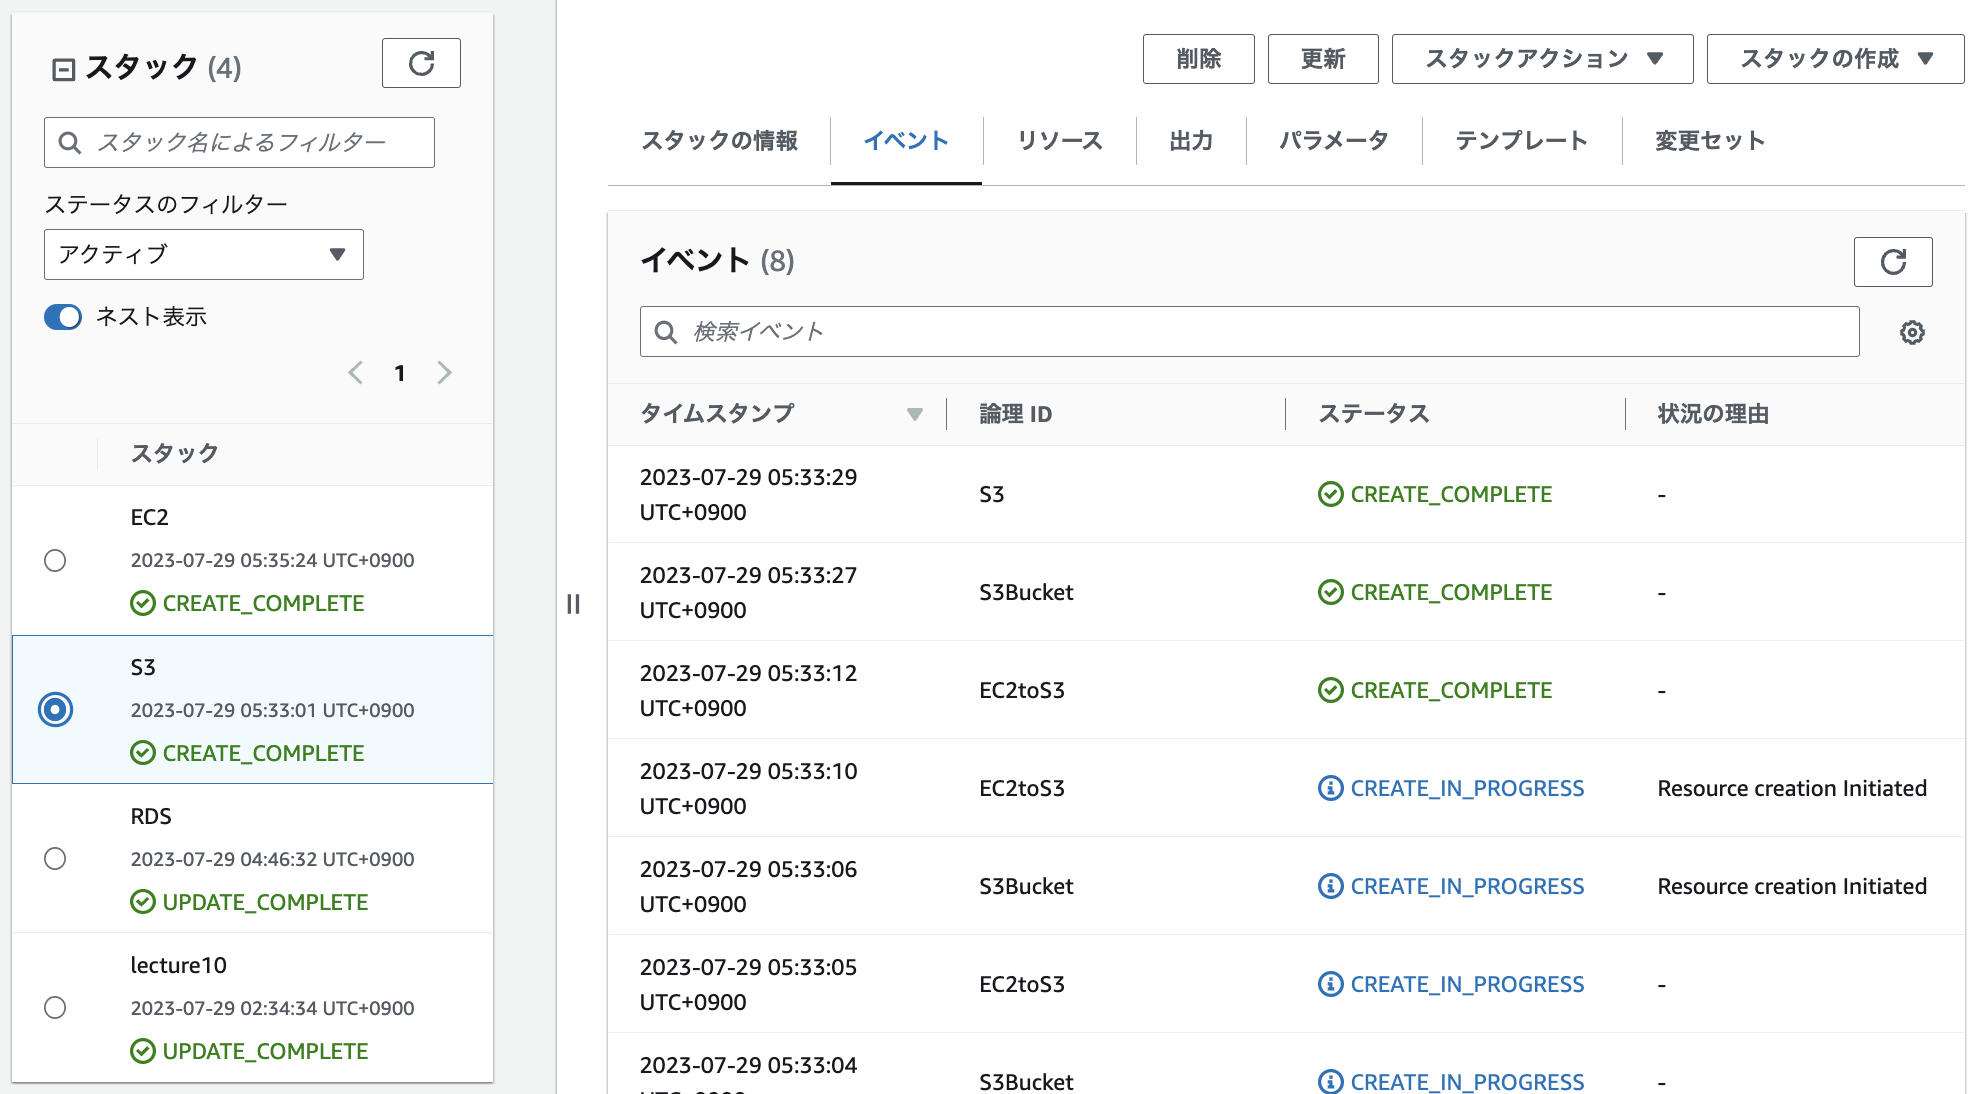 スタック (4)
スタック名によるフィルター
ステータスのフィルター
アクティブ
ネスト表示
1
スタック
EC2
2023-07-29 05:35:24 UTC+0900
CREATE_COMPLETE
S3
2023-07-29 05:33:01 UTC+0900
CREATE_COMPLETE
RDS
2023-07-29 04:46:32 UTC+0900
UPDATE_COMPLETE
lecture10
2023-07-29 02:34:34 UTC+0900
UPDATE_COMPLETE
削除 更新 スタックアクション スタックの作成
スタックの情報 イベント リソース 出力 パラメータ テンプレート 変更セット
イベント (8)
検索イベント
タイムスタンプ 論理 ID ステータス 状況の理由
2023-07-29 05:33:29
UTC+0900
S3 CREATE_COMPLETE -
2023-07-29 05:33:27
UTC+0900
S3Bucket CREATE_COMPLETE -
2023-07-29 05:33:12
UTC+0900
EC2toS3 CREATE_COMPLETE -
2023-07-29 05:33:10
UTC+0900
EC2toS3 CREATE_IN_PROGRESS Resource creation Initiated
2023-07-29 05:33:06
UTC+0900
S3Bucket CREATE_IN_PROGRESS Resource creation Initiated
2023-07-29 05:33:05
UTC+0900
EC2toS3 CREATE_IN_PROGRESS -
2023-07-29 05:33:04
S3Bucket CREATE_IN_PROGRESS -